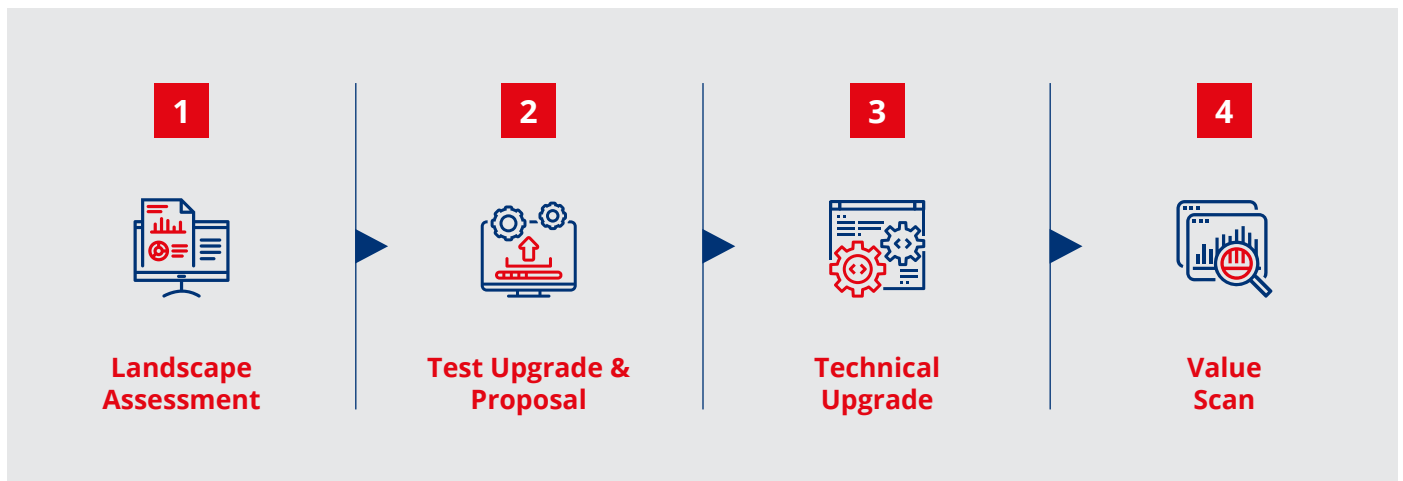 1
Landscape
Assessment
2
Test Upgrade &
Proposal
3
Technical
Upgrade
4
Value
Scan